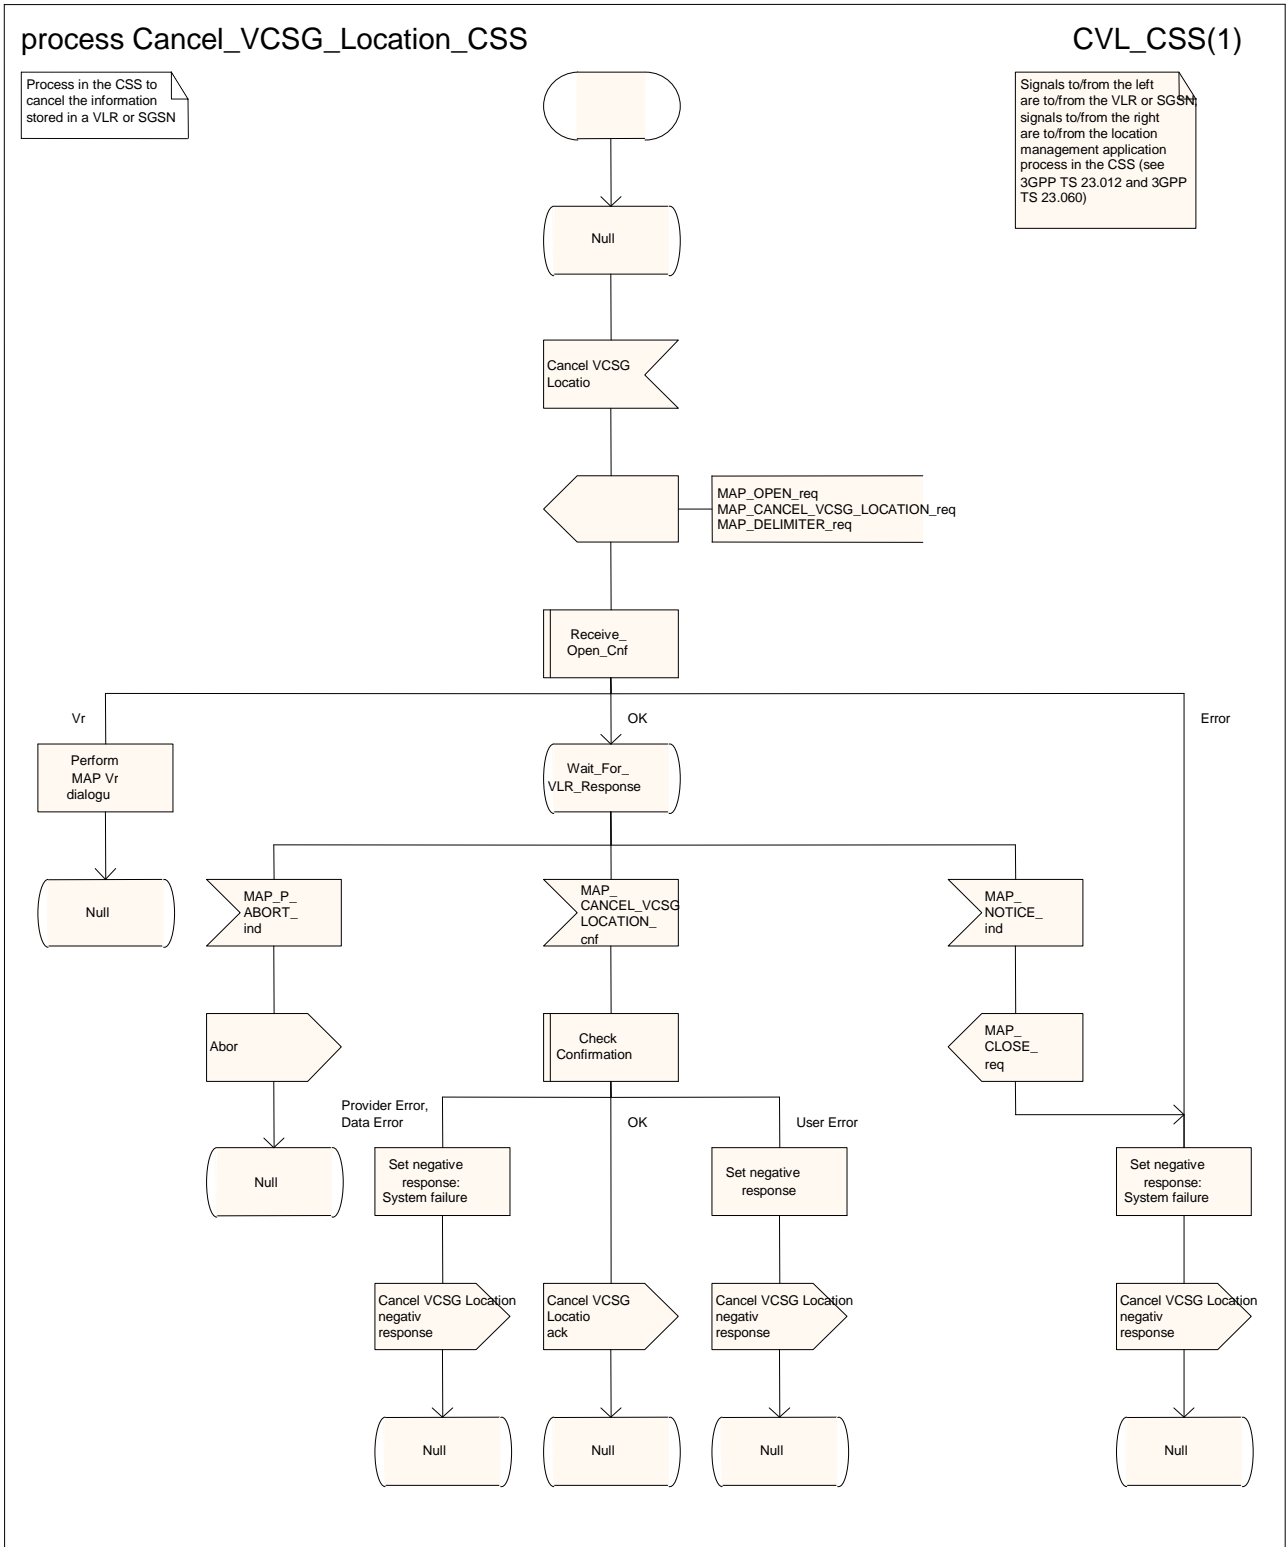 process Cancel_VCSG_Location_CSS
CVL_CSS(1)
Process in the CSS to
cancel the information
stored in a VLR or SGSN
Signals to/from the left
are to/from the VLR or SGSN;
signals to/from the right
are to/from the location
management application
process in the CSS (see
3GPP TS 23.012 and 3GPP
TS 23.060)
Null
Cancel VCSG
Locatio
MAP_OPEN_req
MAP_CANCEL_VCSG_LOCATION_req
MAP_DELIMITER_req
Receive_
Open_Cnf
Vr
OK
Error
Perform
MAP Vr
dialogu
Wait_For_
VLR_Response
Null
MAP_P_
ABORT_
ind
MAP_
CANCEL_VCSG
LOCATION_
cnf
MAP_
NOTICE_
ind
Abor
Check
Confirmation
MAP_
CLOSE_
req
Provider Error,
Data Error
OK
User Error
Null
Set negative
response:
System failure
Set negative
response
Set negative
response:
System failure
Cancel VCSG Location
negativ
response
Cancel VCSG
Locatio
ack
Cancel VCSG Location
negativ
response
Cancel VCSG Location
negativ
response
Null
Null
Null
Null